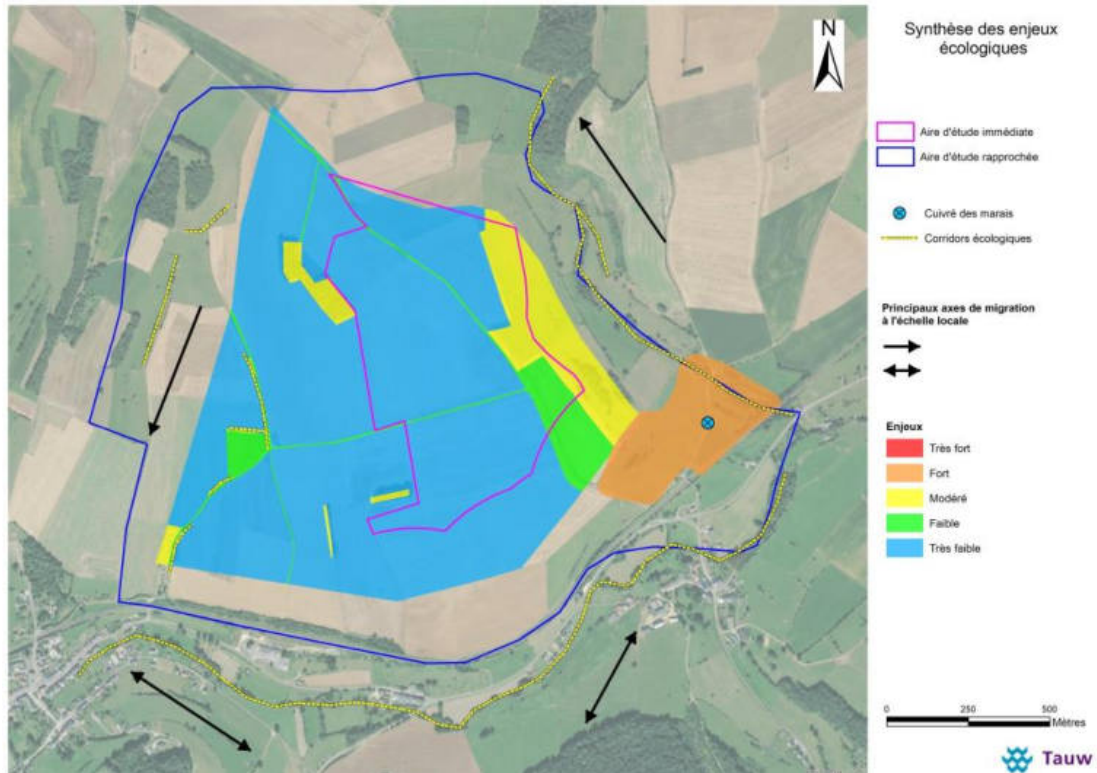 N
Synthèse des enjeux
écologiques
Aire d'étude immédiate
Aire d'étude rapprochée
Cuivré des marais
Corridors écologiques
Principaux axes de migration
à l'échelle locale
Enjeux
Très fort
Fort
Modéré
Faible
Très faible
0 250 500
Mètres
Tauw